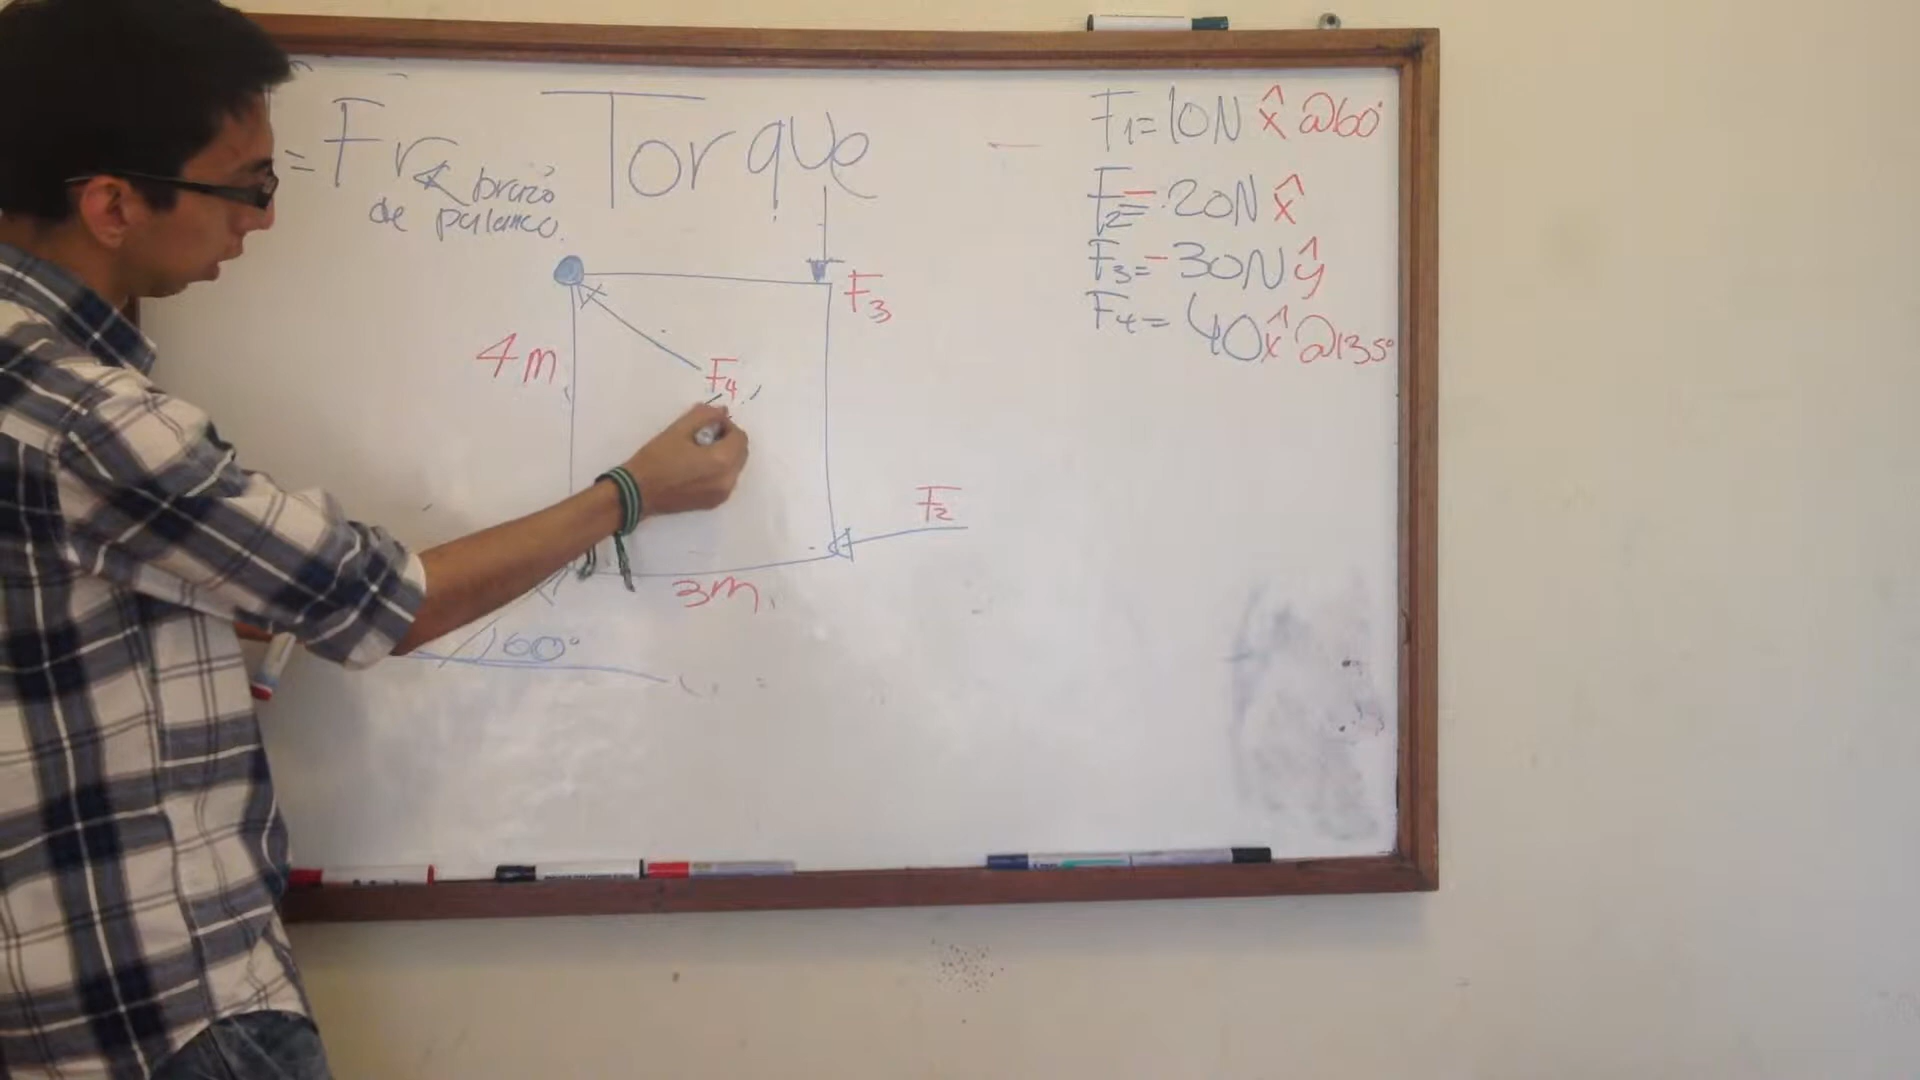 = Fr Torque
brazo
de palanca.
F1= 10N x̂ @60°
F2= -20N x̂
F3= -30N ŷ
F4= 40x̂ @135°
F3
4m
F4
F2
3m
60°